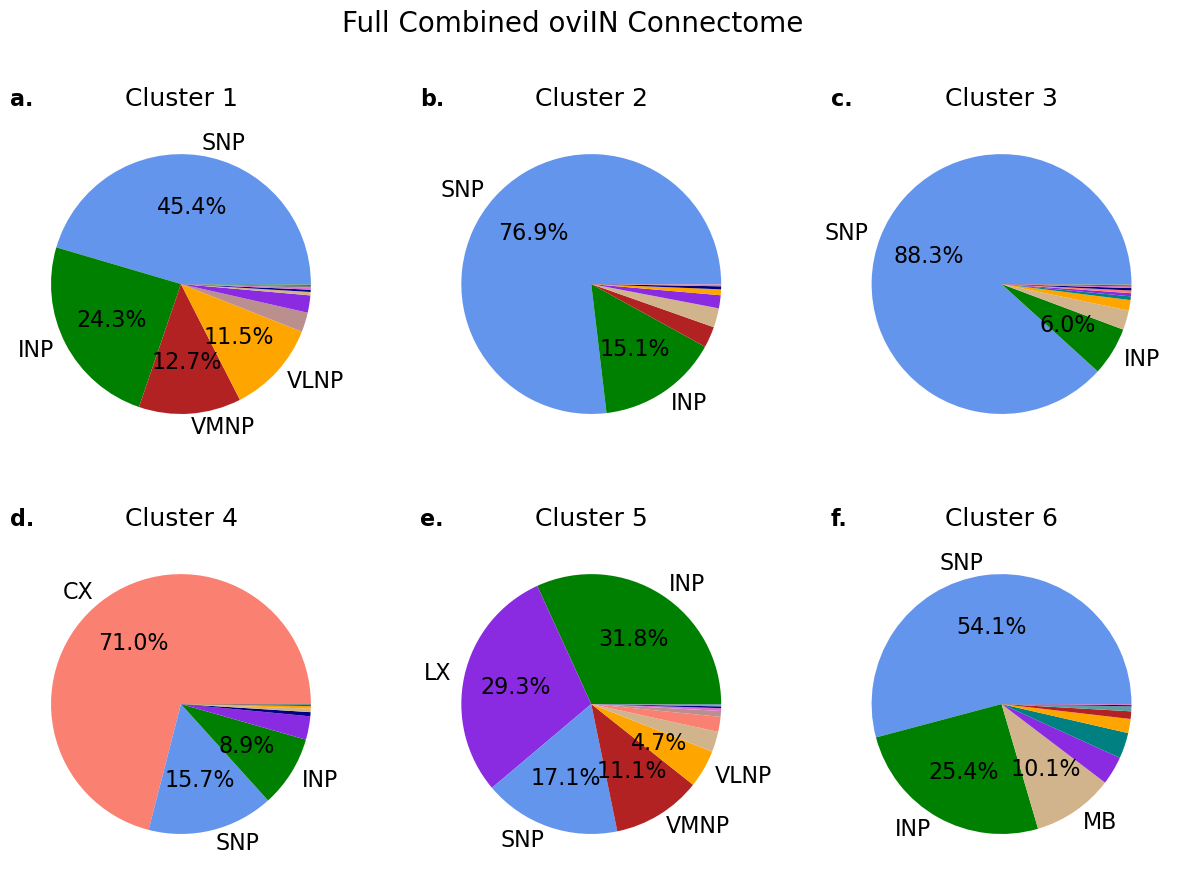 Full Combined oviIN Connectome
a.
Cluster 1
SNP
45.4%
24.3%
INP
12.7%
VMNP
11.5%
VLNP
b.
Cluster 2
SNP
76.9%
15.1%
INP
c.
Cluster 3
SNP
88.3%
6.0%
INP
d.
Cluster 4
CX
71.0%
15.7%
SNP
8.9%
INP
e.
Cluster 5
INP
31.8%
LX
29.3%
17.1%
SNP
11.1%
VMNP
4.7%
VLNP
f.
Cluster 6
SNP
54.1%
25.4%
INP
10.1%
MB